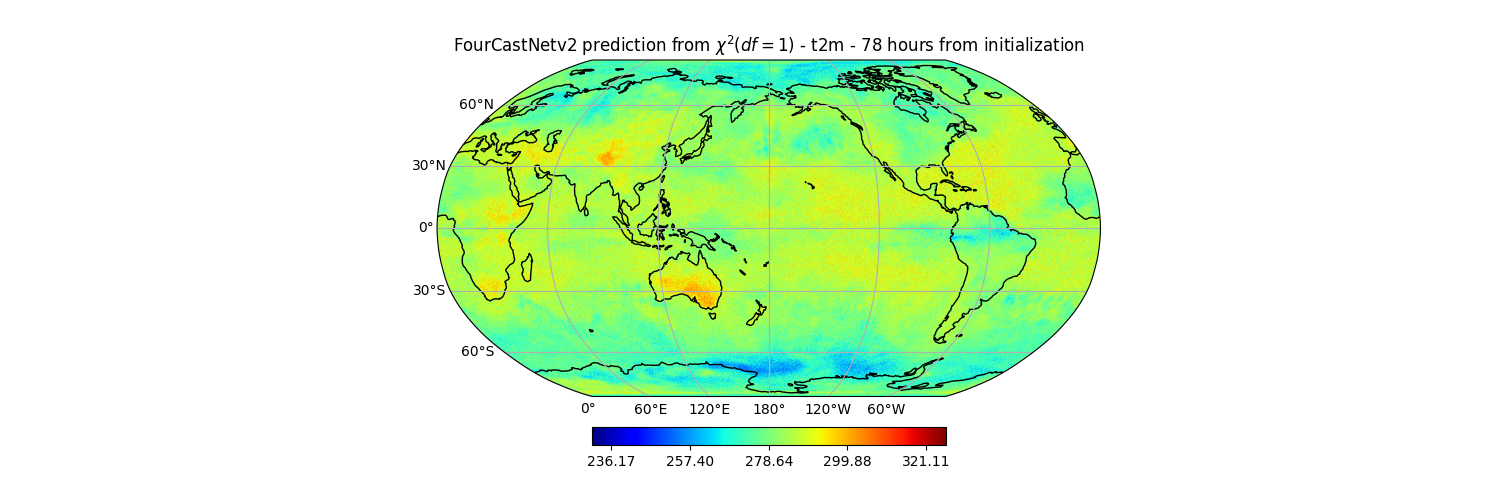 FourCastNetv2 prediction from χ²(df = 1) - t2m - 78 hours from initialization
60°N
30°N
0°
30°S
60°S
0° 60°E 120°E 180° 120°W 60°W
236.17 257.40 278.64 299.88 321.11